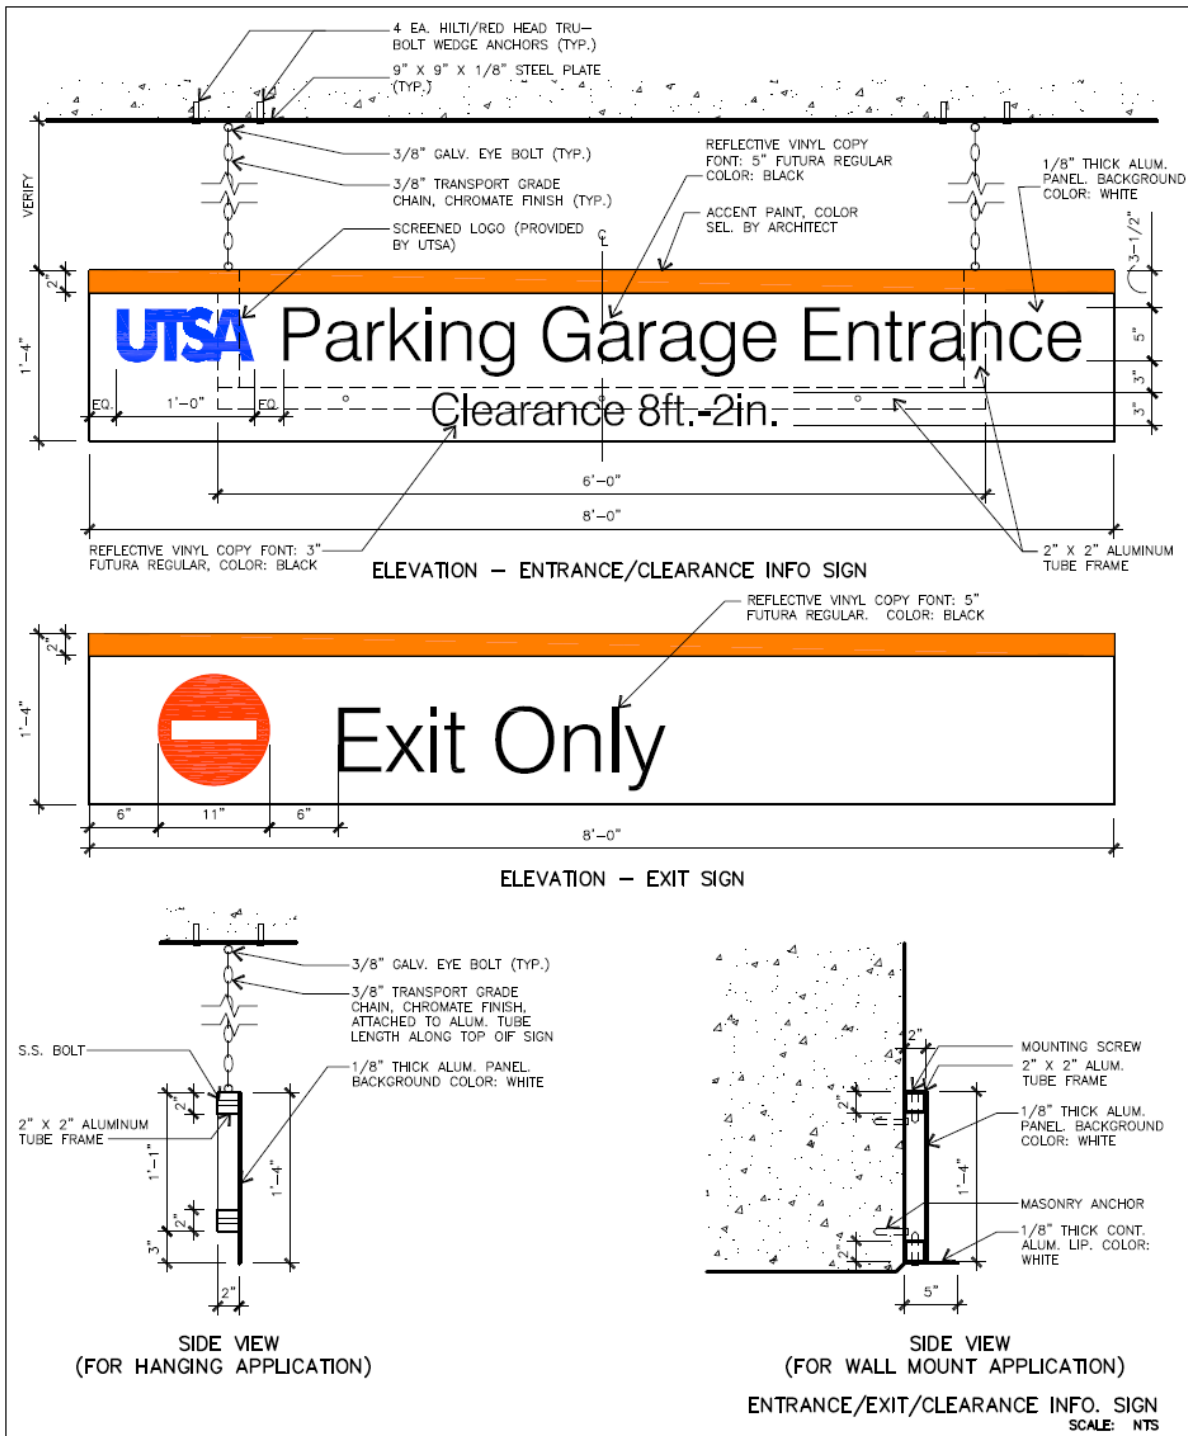 4 EA. HILTI/RED HEAD TRU-
BOLT WEDGE ANCHORS (TYP.)
9" X 9" X 1/8" STEEL PLATE
(TYP.)
3/8" GALV. EYE BOLT (TYP.)
3/8" TRANSPORT GRADE
CHAIN, CHROMATE FINISH (TYP.)
SCREENED LOGO (PROVIDED
BY UTSA)
REFLECTIVE VINYL COPY
FONT: 5" FUTURA REGULAR
COLOR: BLACK
ACCENT PAINT, COLOR
SEL. BY ARCHITECT
1/8" THICK ALUM.
PANEL. BACKGROUND
COLOR: WHITE
VERIFY
℄
3-1/2"
2"
1'-4"
UTSA Parking Garage Entrance
5"
3"
3"
EQ.
1'-0"
EQ.
Clearance 8ft.-2in.
6'-0"
8'-0"
REFLECTIVE VINYL COPY FONT: 3"
FUTURA REGULAR, COLOR: BLACK
2" X 2" ALUMINUM
TUBE FRAME
ELEVATION - ENTRANCE/CLEARANCE INFO SIGN
REFLECTIVE VINYL COPY FONT: 5"
FUTURA REGULAR. COLOR: BLACK
2"
1'-4"
Exit Only
6"
11"
6"
8'-0"
ELEVATION - EXIT SIGN
3/8" GALV. EYE BOLT (TYP.)
3/8" TRANSPORT GRADE
CHAIN, CHROMATE FINISH,
ATTACHED TO ALUM. TUBE
LENGTH ALONG TOP OIF SIGN
S.S. BOLT
1/8" THICK ALUM. PANEL.
BACKGROUND COLOR: WHITE
2" X 2" ALUMINUM
TUBE FRAME
2"
1'-1"
2"
3"
1'-4"
2"
SIDE VIEW
(FOR HANGING APPLICATION)
2"
MOUNTING SCREW
2" X 2" ALUM.
TUBE FRAME
2"
1/8" THICK ALUM.
PANEL. BACKGROUND
COLOR: WHITE
1'-4"
MASONRY ANCHOR
1/8" THICK CONT.
ALUM. LIP. COLOR:
WHITE
2"
5"
SIDE VIEW
(FOR WALL MOUNT APPLICATION)
ENTRANCE/EXIT/CLEARANCE INFO. SIGN
SCALE: NTS